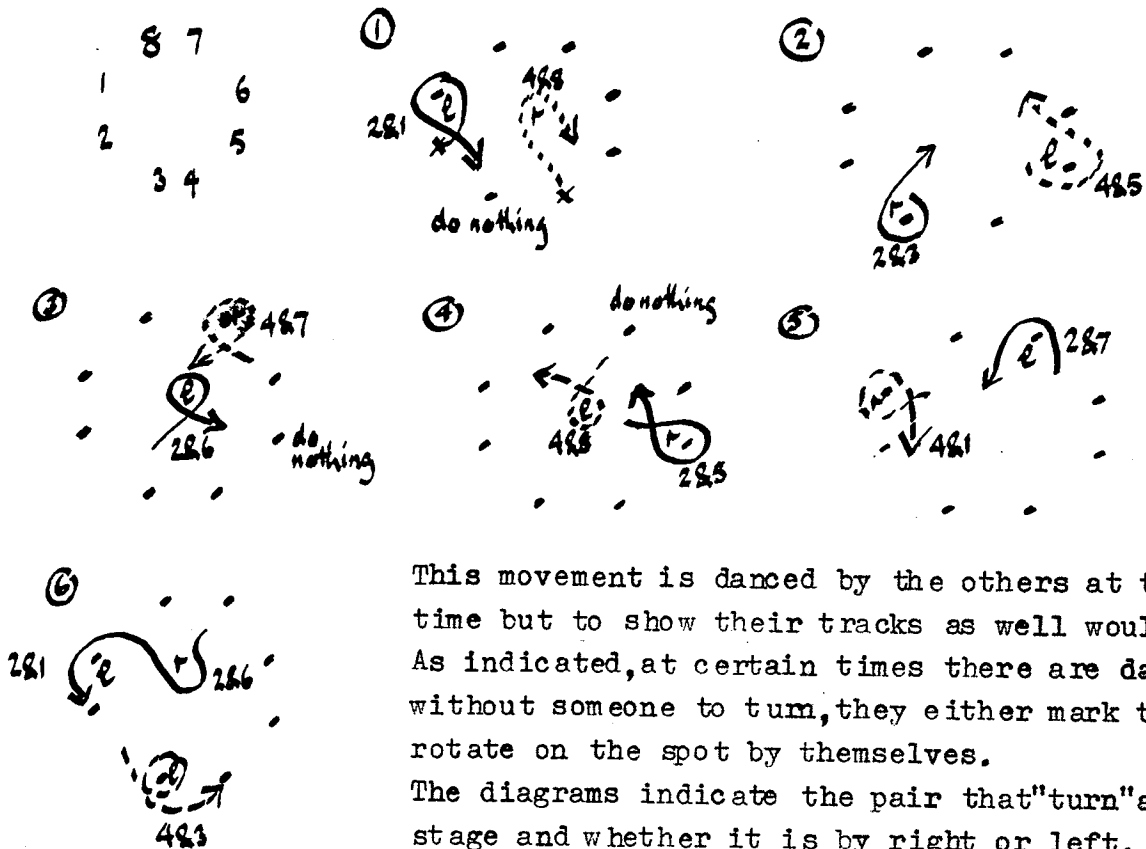 8 7
1 6
2 5
3 4
①
2&1
l
4&8
r
do nothing
②
r
2&3
l
4&5
③
4&7
l
2&6
do
nothing
④
do nothing
l
r
2&5
⑤
l
2&7
4&1
⑥
2&1
l
r
2&6
4&3
This movement is danced by the others at t
time but to show their tracks as well woul
As indicated,at certain times there are da
without someone to turn,they either mark t
rotate on the spot by themselves.
The diagrams indicate the pair that"turn"a
stage and whether it is by right or left.